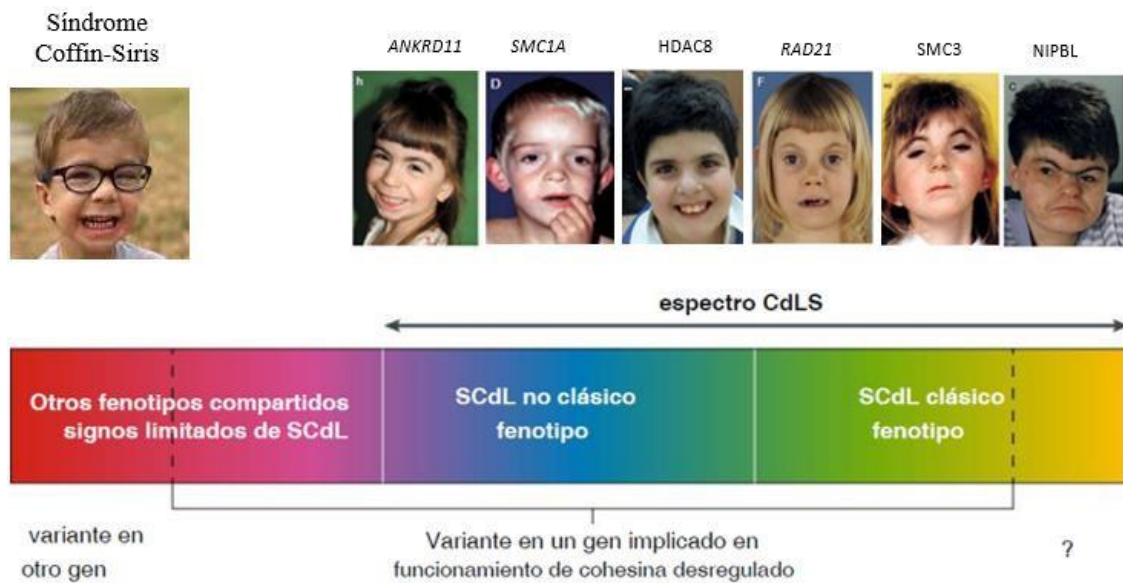 Síndrome
Coffin-Siris
ANKRD11
SMC1A
HDAC8
RAD21
SMC3
NIPBL
h
D
F
c
espectro CdLS
Otros fenotipos compartidos
signos limitados de SCdL
SCdL no clásico
fenotipo
SCdL clásico
fenotipo
variante en
otro gen
Variante en un gen implicado en
funcionamiento de cohesina desregulado
?